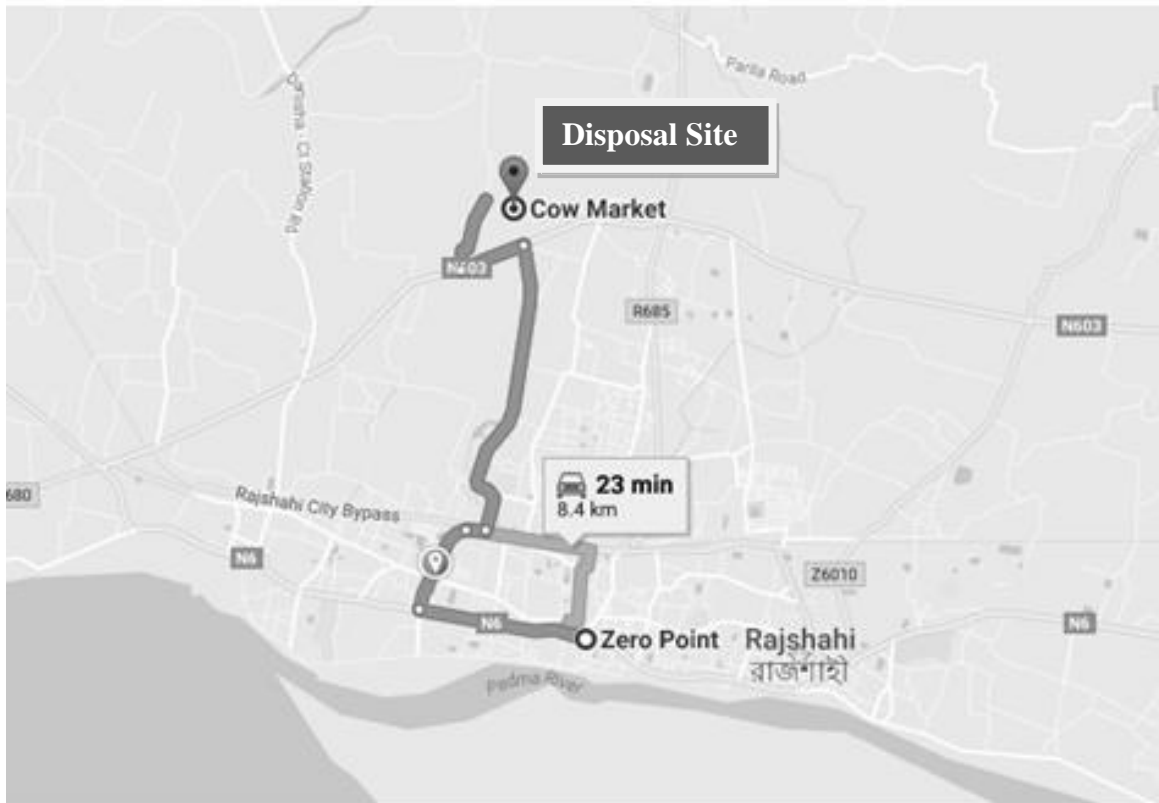 Parila Road
Disposal Site
Cow Market
N603
R685
N603
23 min
8.4 km
680
Rajshahi City Bypass
N6
Z6010
N6
Zero Point
Rajshahi
রাজশাহী
N6
Padma River